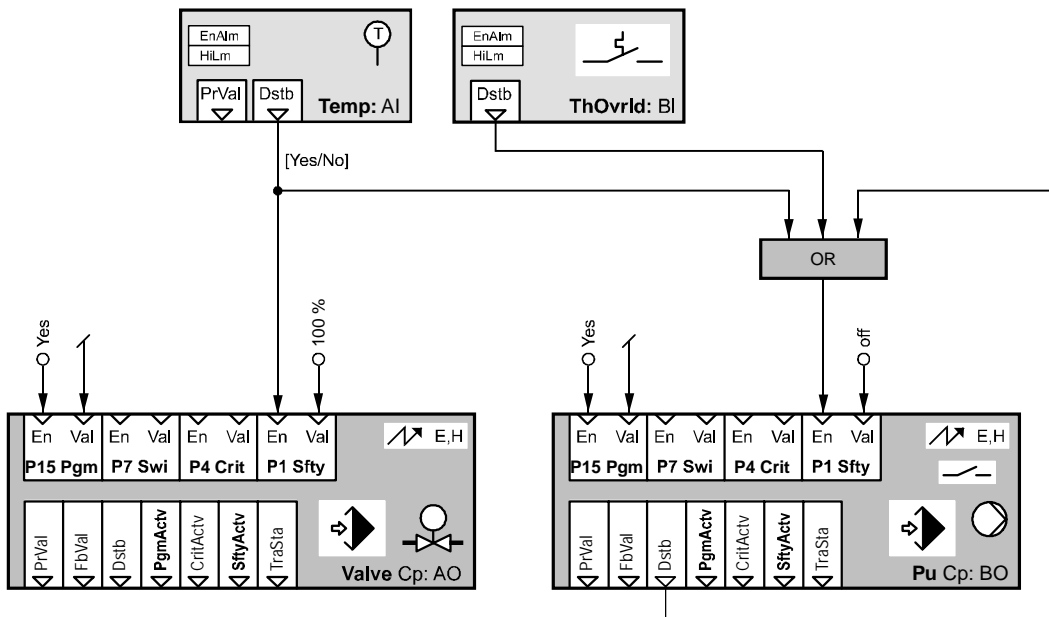 EnAlm
HiLm
T
PrVal
Dstb
Temp: AI
EnAlm
HiLm
Dstb
ThOvrld: BI
[Yes/No]
OR
Yes
100 %
Yes
off
En Val
P15 Pgm
En Val
P7 Swi
En Val
P4 Crit
En Val
P1 Sfty
E,H
PrVal
FbVal
Dstb
PgmActv
CritActv
SftyActv
TraSta
Valve Cp: AO
En Val
P15 Pgm
En Val
P7 Swi
En Val
P4 Crit
En Val
P1 Sfty
E,H
PrVal
FbVal
Dstb
PgmActv
CritActv
SftyActv
TraSta
Pu Cp: BO